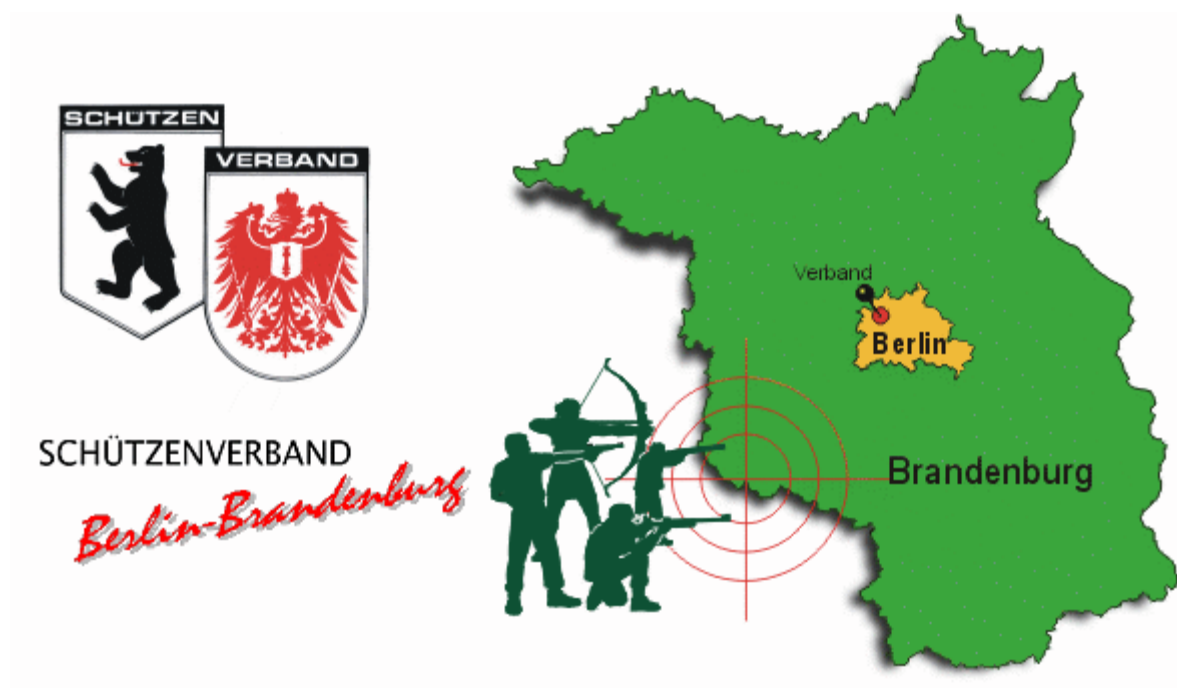 SCHÜTZEN
VERBAND
SCHÜTZENVERBAND
Berlin-Brandenburg
Verband
Berlin
Brandenburg